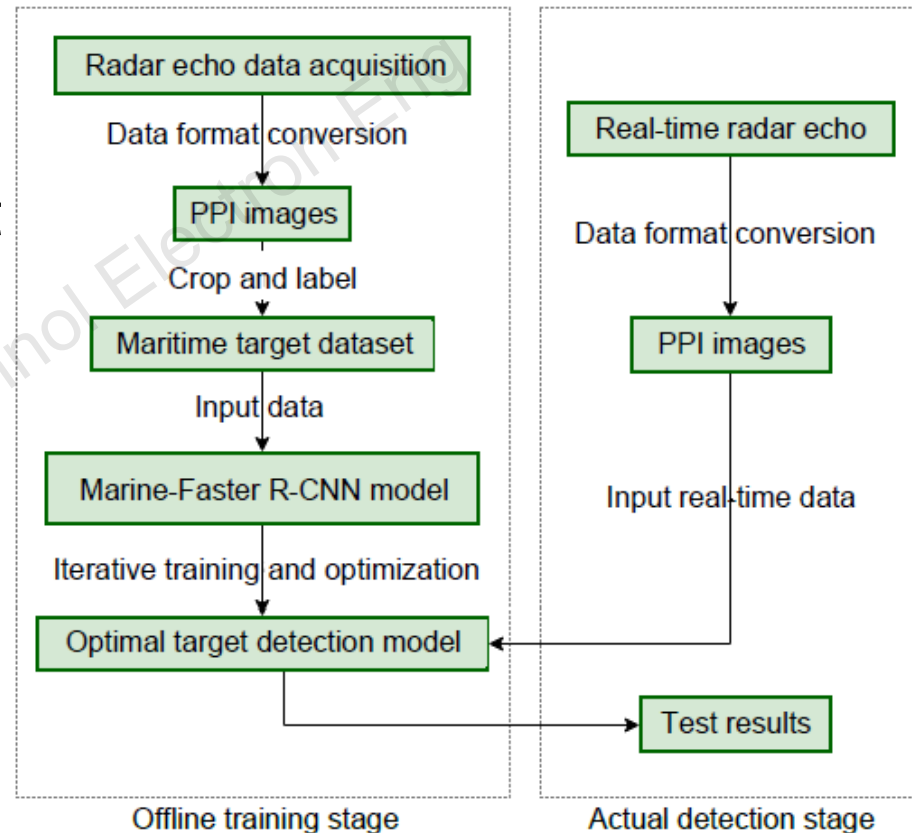 Radar echo data acquisition
Data format conversion
PPI images
Crop and label
Maritime target dataset
Input data
Marine-Faster R-CNN model
Iterative training and optimization
Optimal target detection model
Offline training stage
Real-time radar echo
Data format conversion
PPI images
Input real-time data
Test results
Actual detection stage
Electron Eng